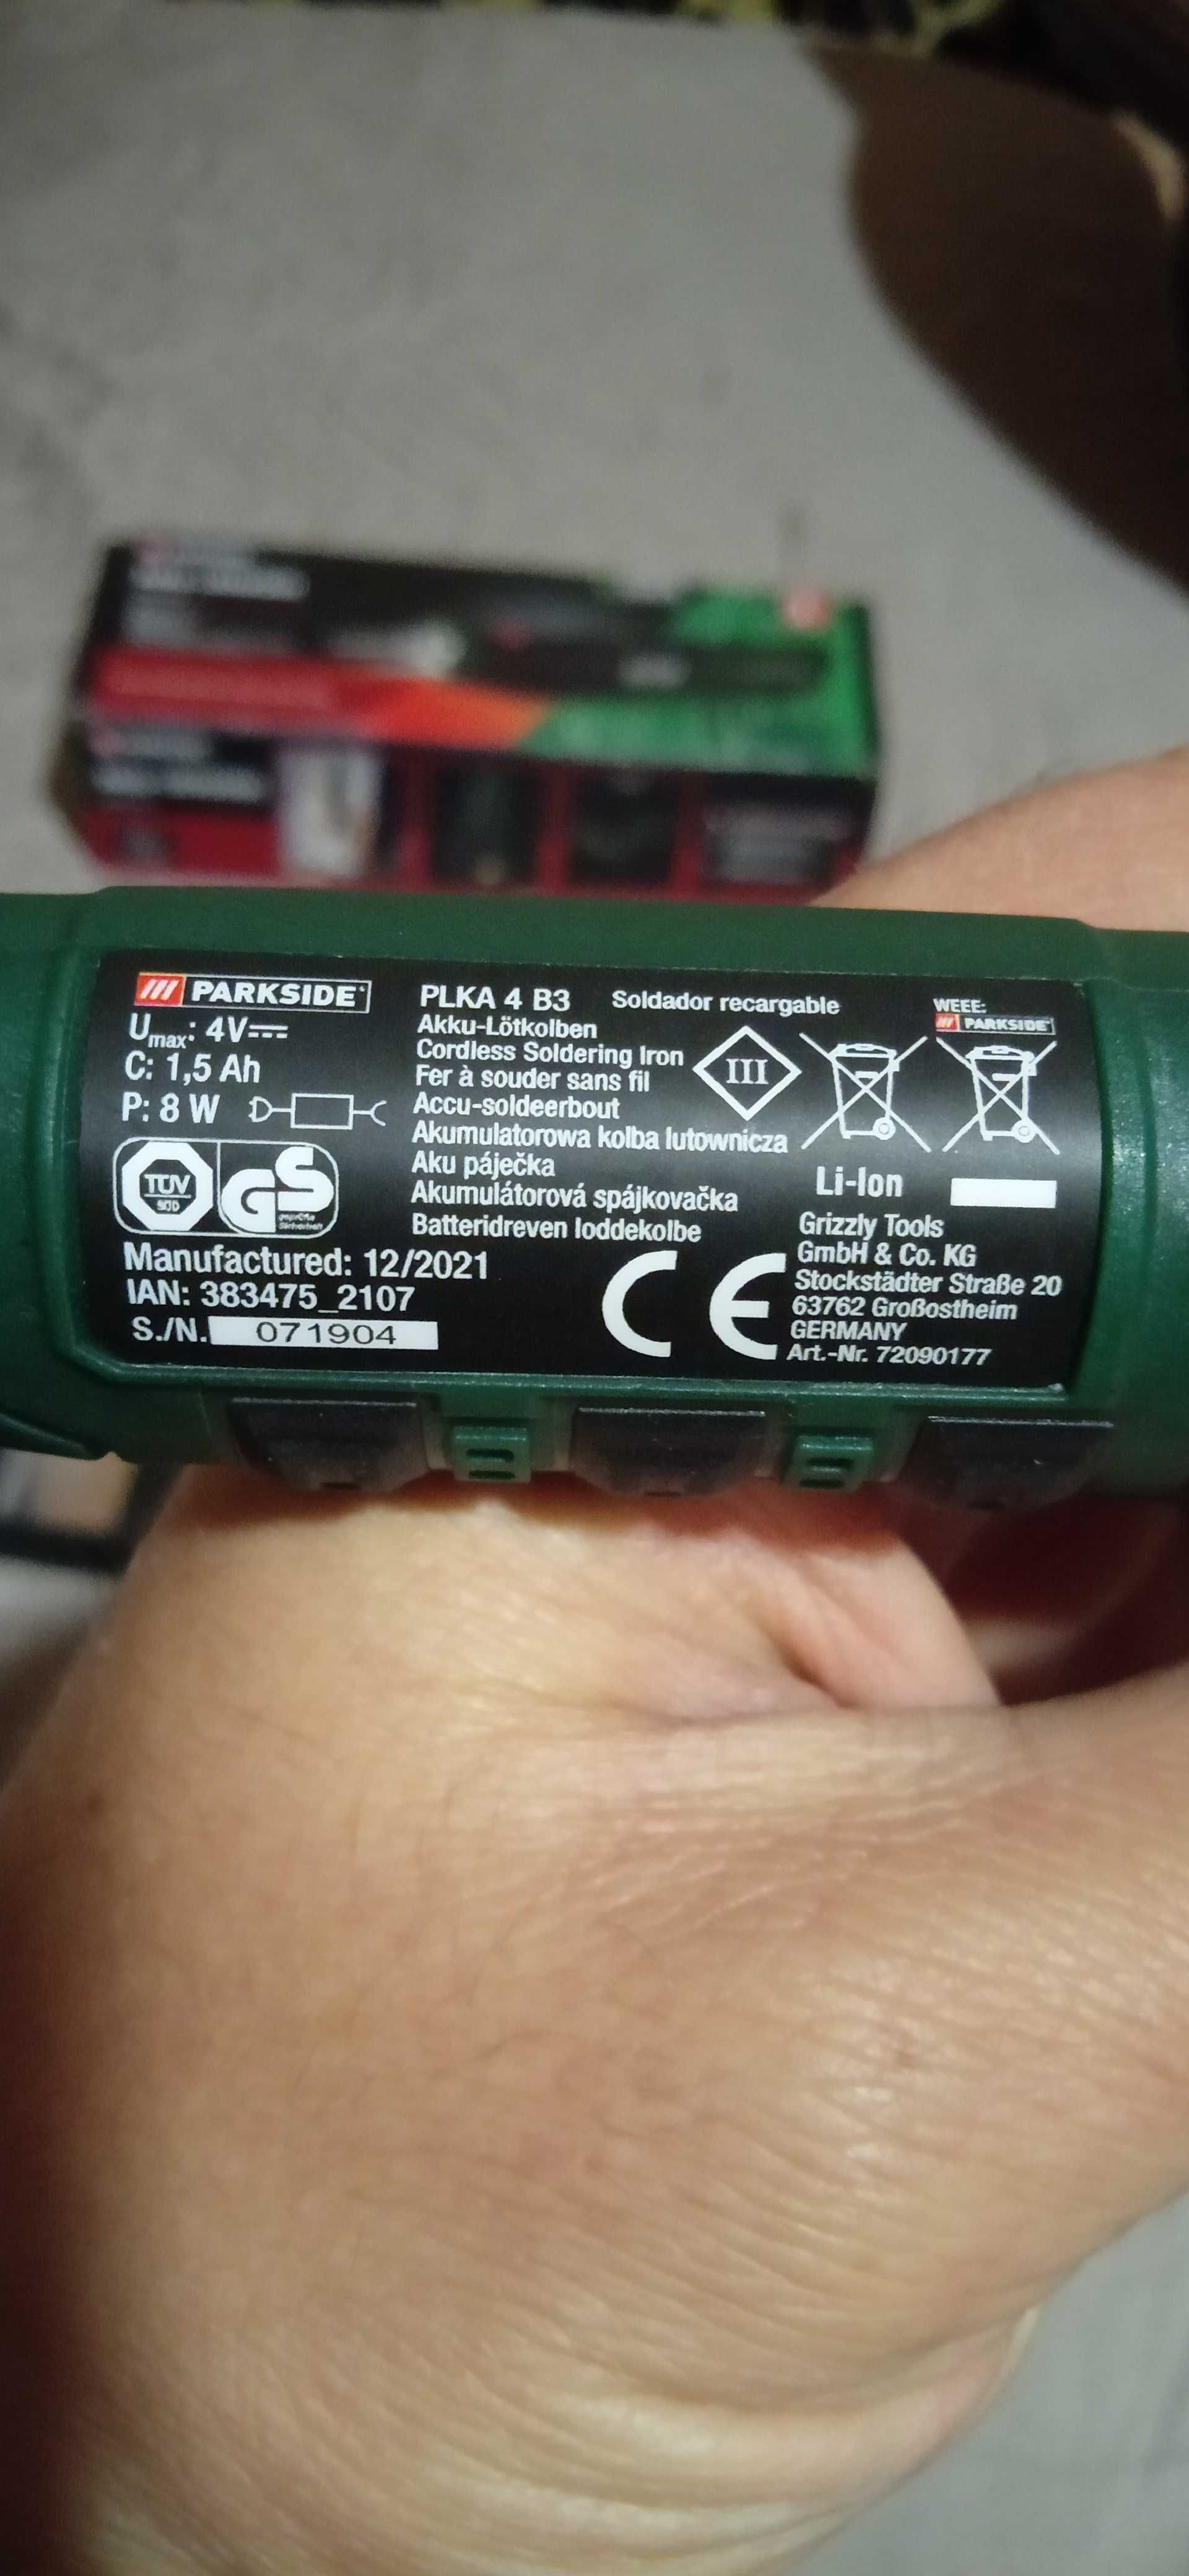 PARKSIDE
Umax: 4V
C: 1,5 Ah
P: 8 W
TÜV
SÜD
GS
geprüfte
Sicherheit
Manufactured: 12/2021
IAN: 383475_2107
S./N. 071904
PLKA 4 B3
Soldador recargable
Akku-Lötkolben
Cordless Soldering Iron
Fer à souder sans fil
Accu-soldeerbout
Akumulatorowa kolba lutownicza
Aku páječka
Akumulátorová spájkovačka
Batteridreven loddekolbe
III
CE
WEEE:
PARKSIDE
Li-Ion
Grizzly Tools
GmbH & Co. KG
Stockstädter Straße 20
63762 Großostheim
GERMANY
Art.-Nr. 72090177